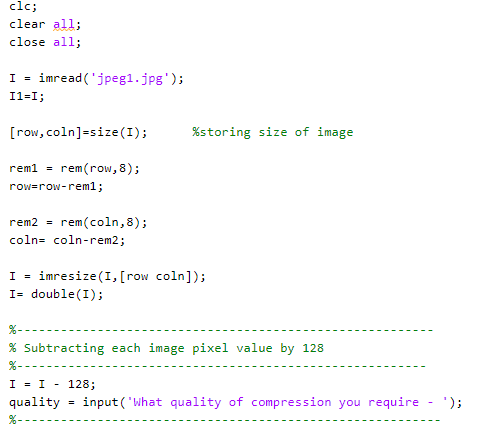 clc;
clear all;
close all;
I = imread('jpeg1.jpg');
I1=I;
[row,coln]=size(I);      %storing size of image
rem1 = rem(row,8);
row=row-rem1;
rem2 = rem(coln,8);
coln= coln-rem2;
I = imresize(I,[row coln]);
I= double(I);
%---------------------------------------------------------
% Subtracting each image pixel value by 128
%--------------------------------------------------------
I = I - 128;
quality = input('What quality of compression you require - ');
%----------------------------------------------------------